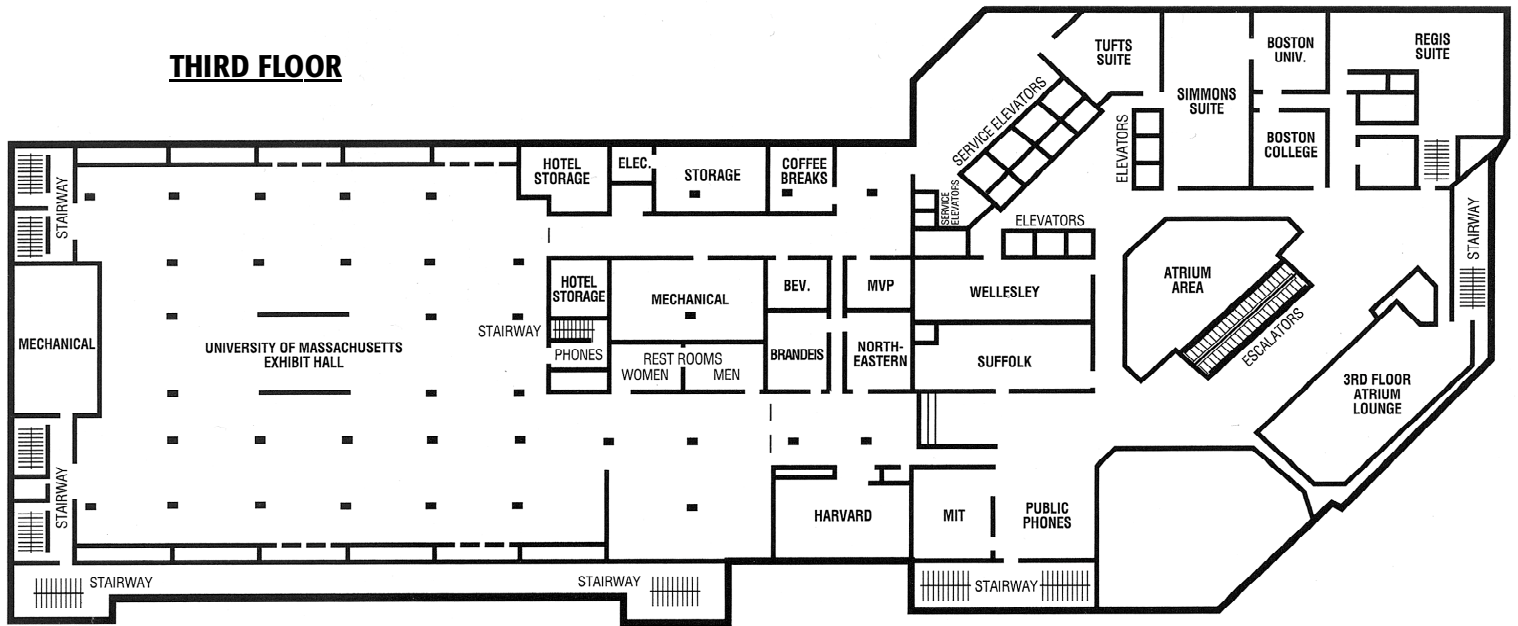 THIRD FLOOR
TUFTS
SUITE
BOSTON
UNIV.
REGIS
SUITE
SIMMONS
SUITE
SERVICE ELEVATORS
ELEVATORS
BOSTON
COLLEGE
STAIRWAY
HOTEL
STORAGE
ELEC.
STORAGE
COFFEE
BREAKS
SERVICE
ELEVATORS
ELEVATORS
STAIRWAY
ATRIUM
AREA
HOTEL
STORAGE
MECHANICAL
BEV.
MVP
WELLESLEY
STAIRWAY
ESCALATORS
MECHANICAL
UNIVERSITY OF MASSACHUSETTS
EXHIBIT HALL
PHONES
REST ROOMS
WOMEN
MEN
BRANDEIS
NORTH-
EASTERN
SUFFOLK
3RD FLOOR
ATRIUM
LOUNGE
STAIRWAY
HARVARD
MIT
PUBLIC
PHONES
STAIRWAY
STAIRWAY
STAIRWAY